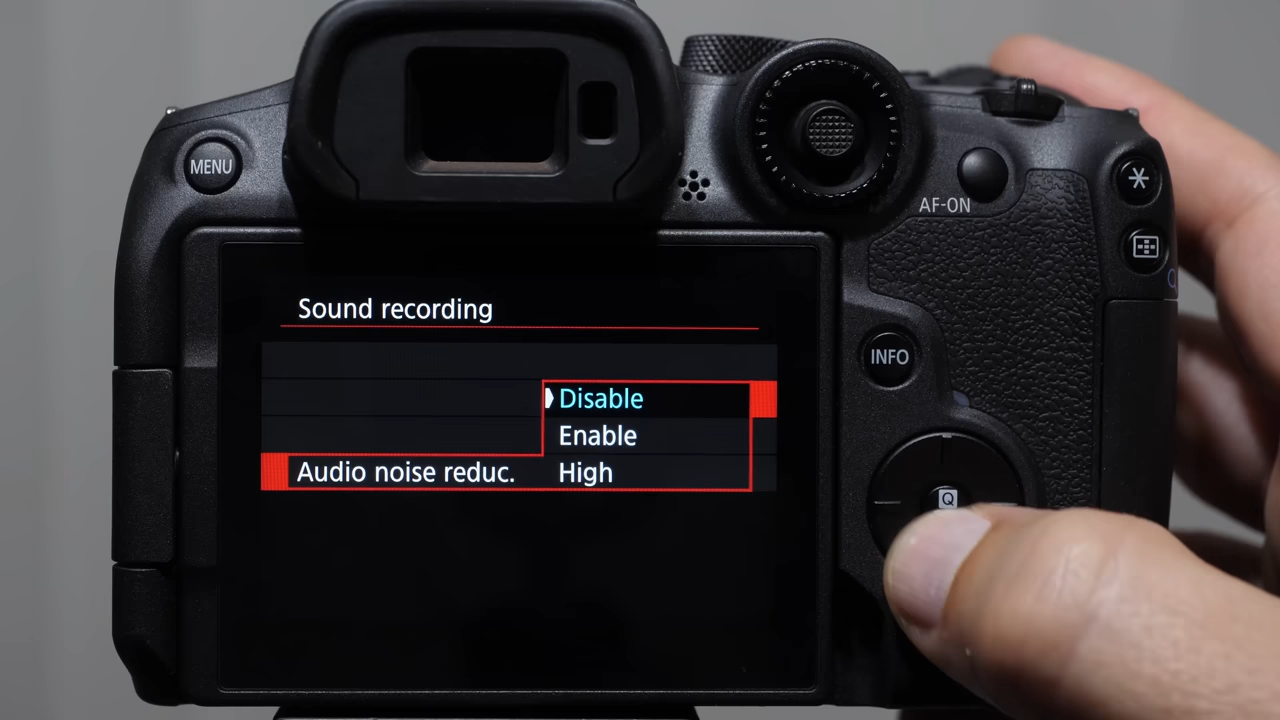 MENU
AF-ON
Sound recording
INFO
Disable
Enable
Audio noise reduc. High
Q